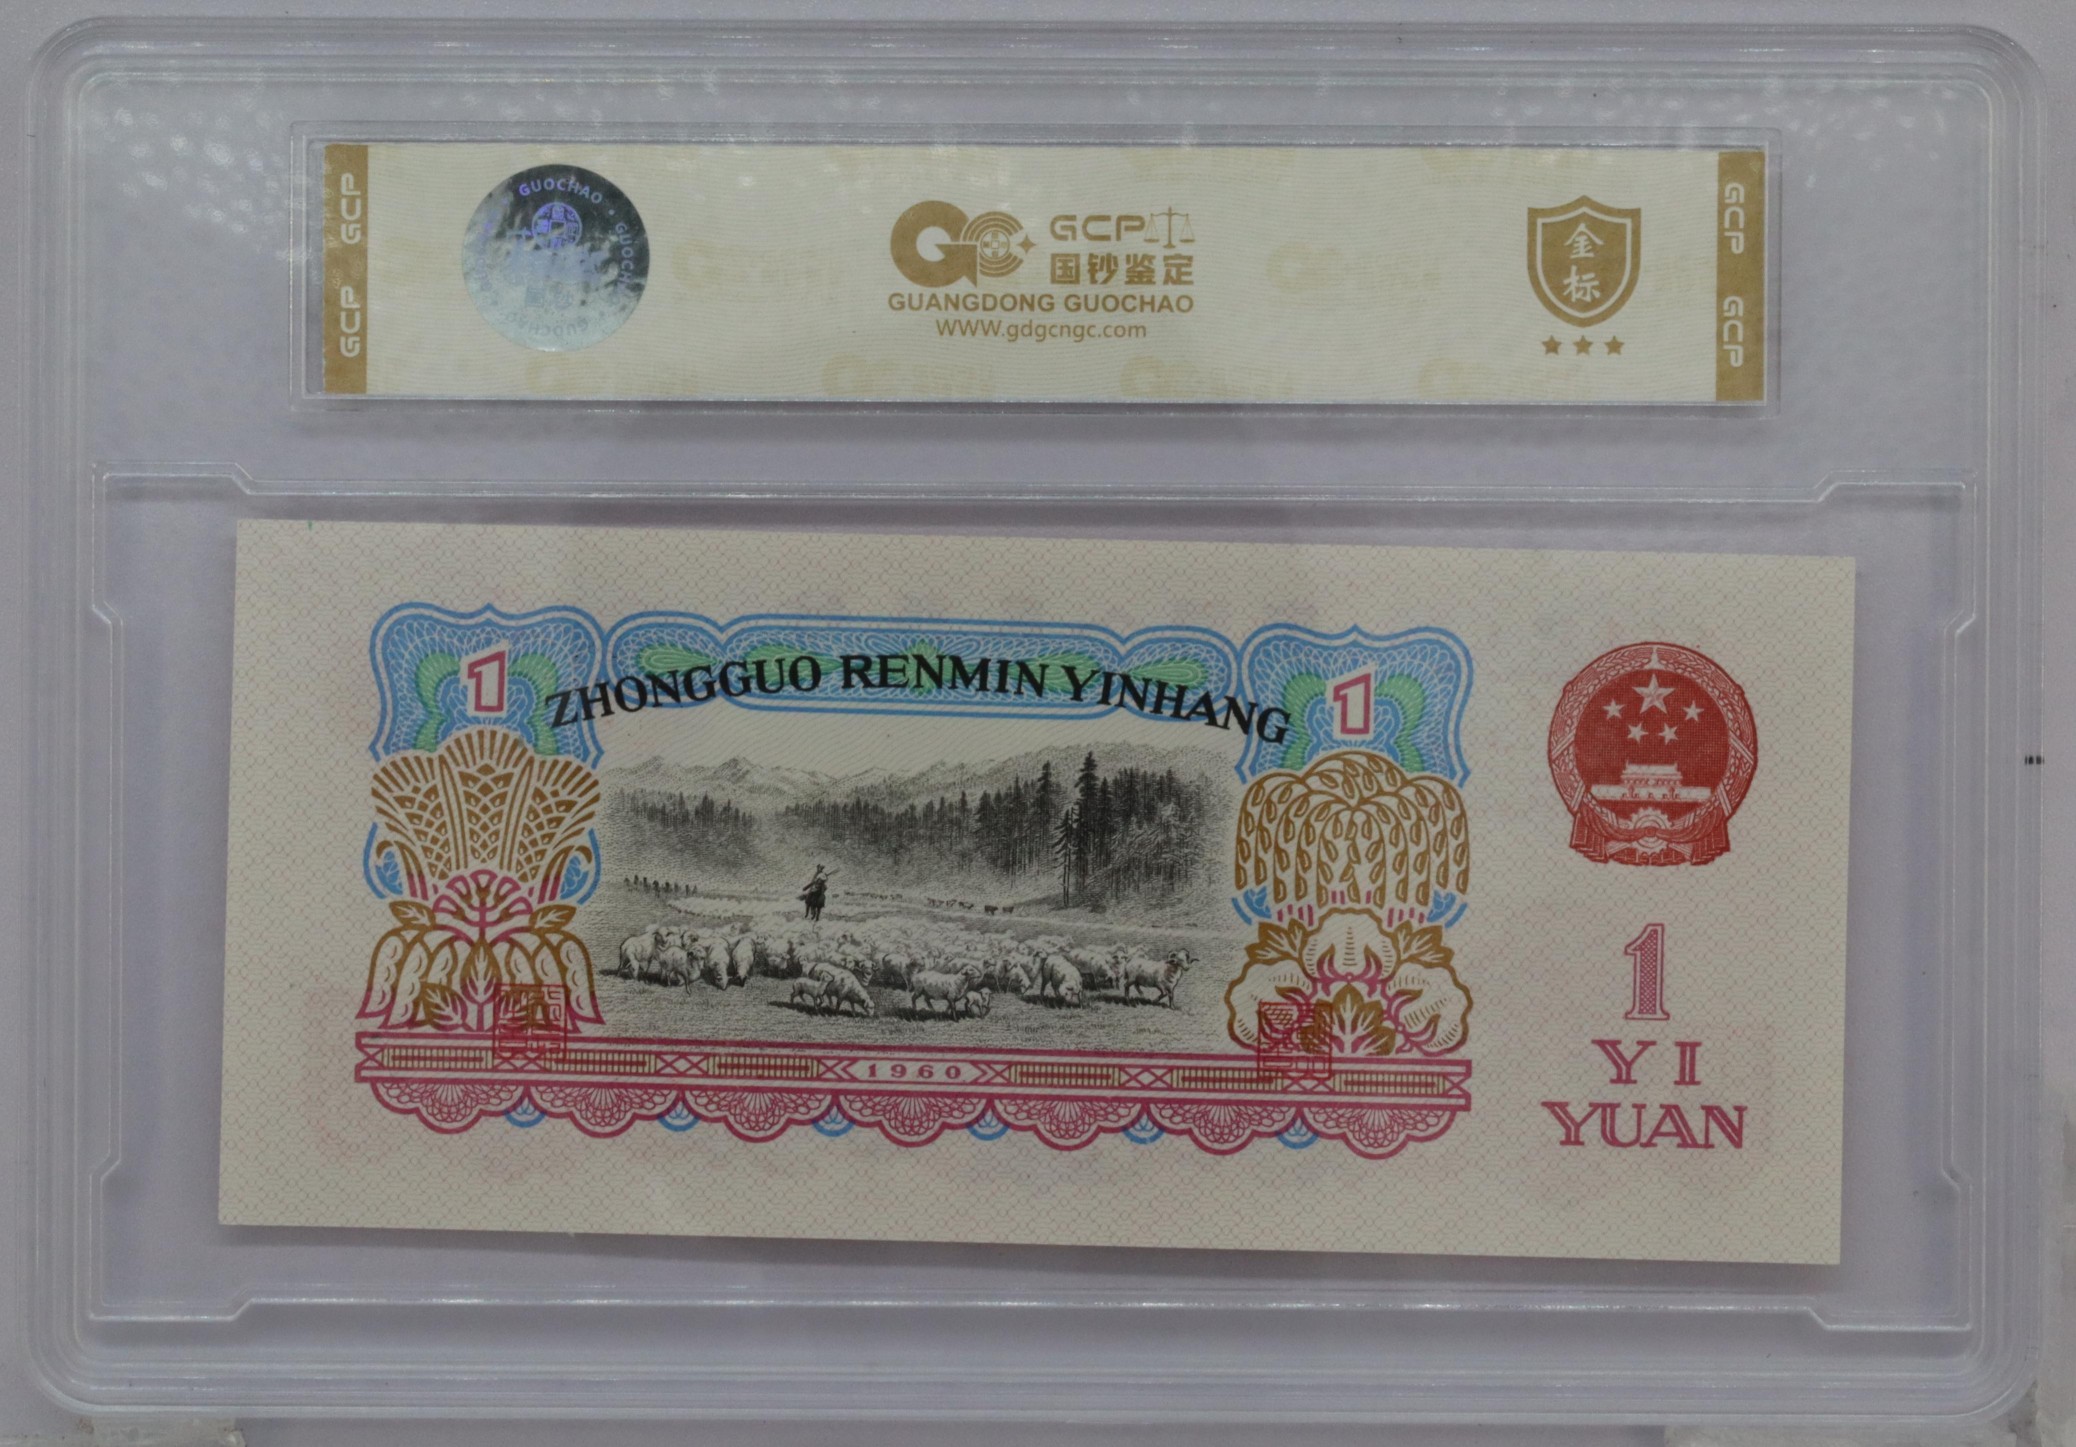 GCP GCP
GUOCHAO · GUOCHAO
GCP
国钞鉴定
GUANGDONG GUOCHAO
WWW.gdgcngc.com
金标
GCP GCP
ZHONGGUO RENMIN YINHANG
1
1
1960
1
YI
YUAN